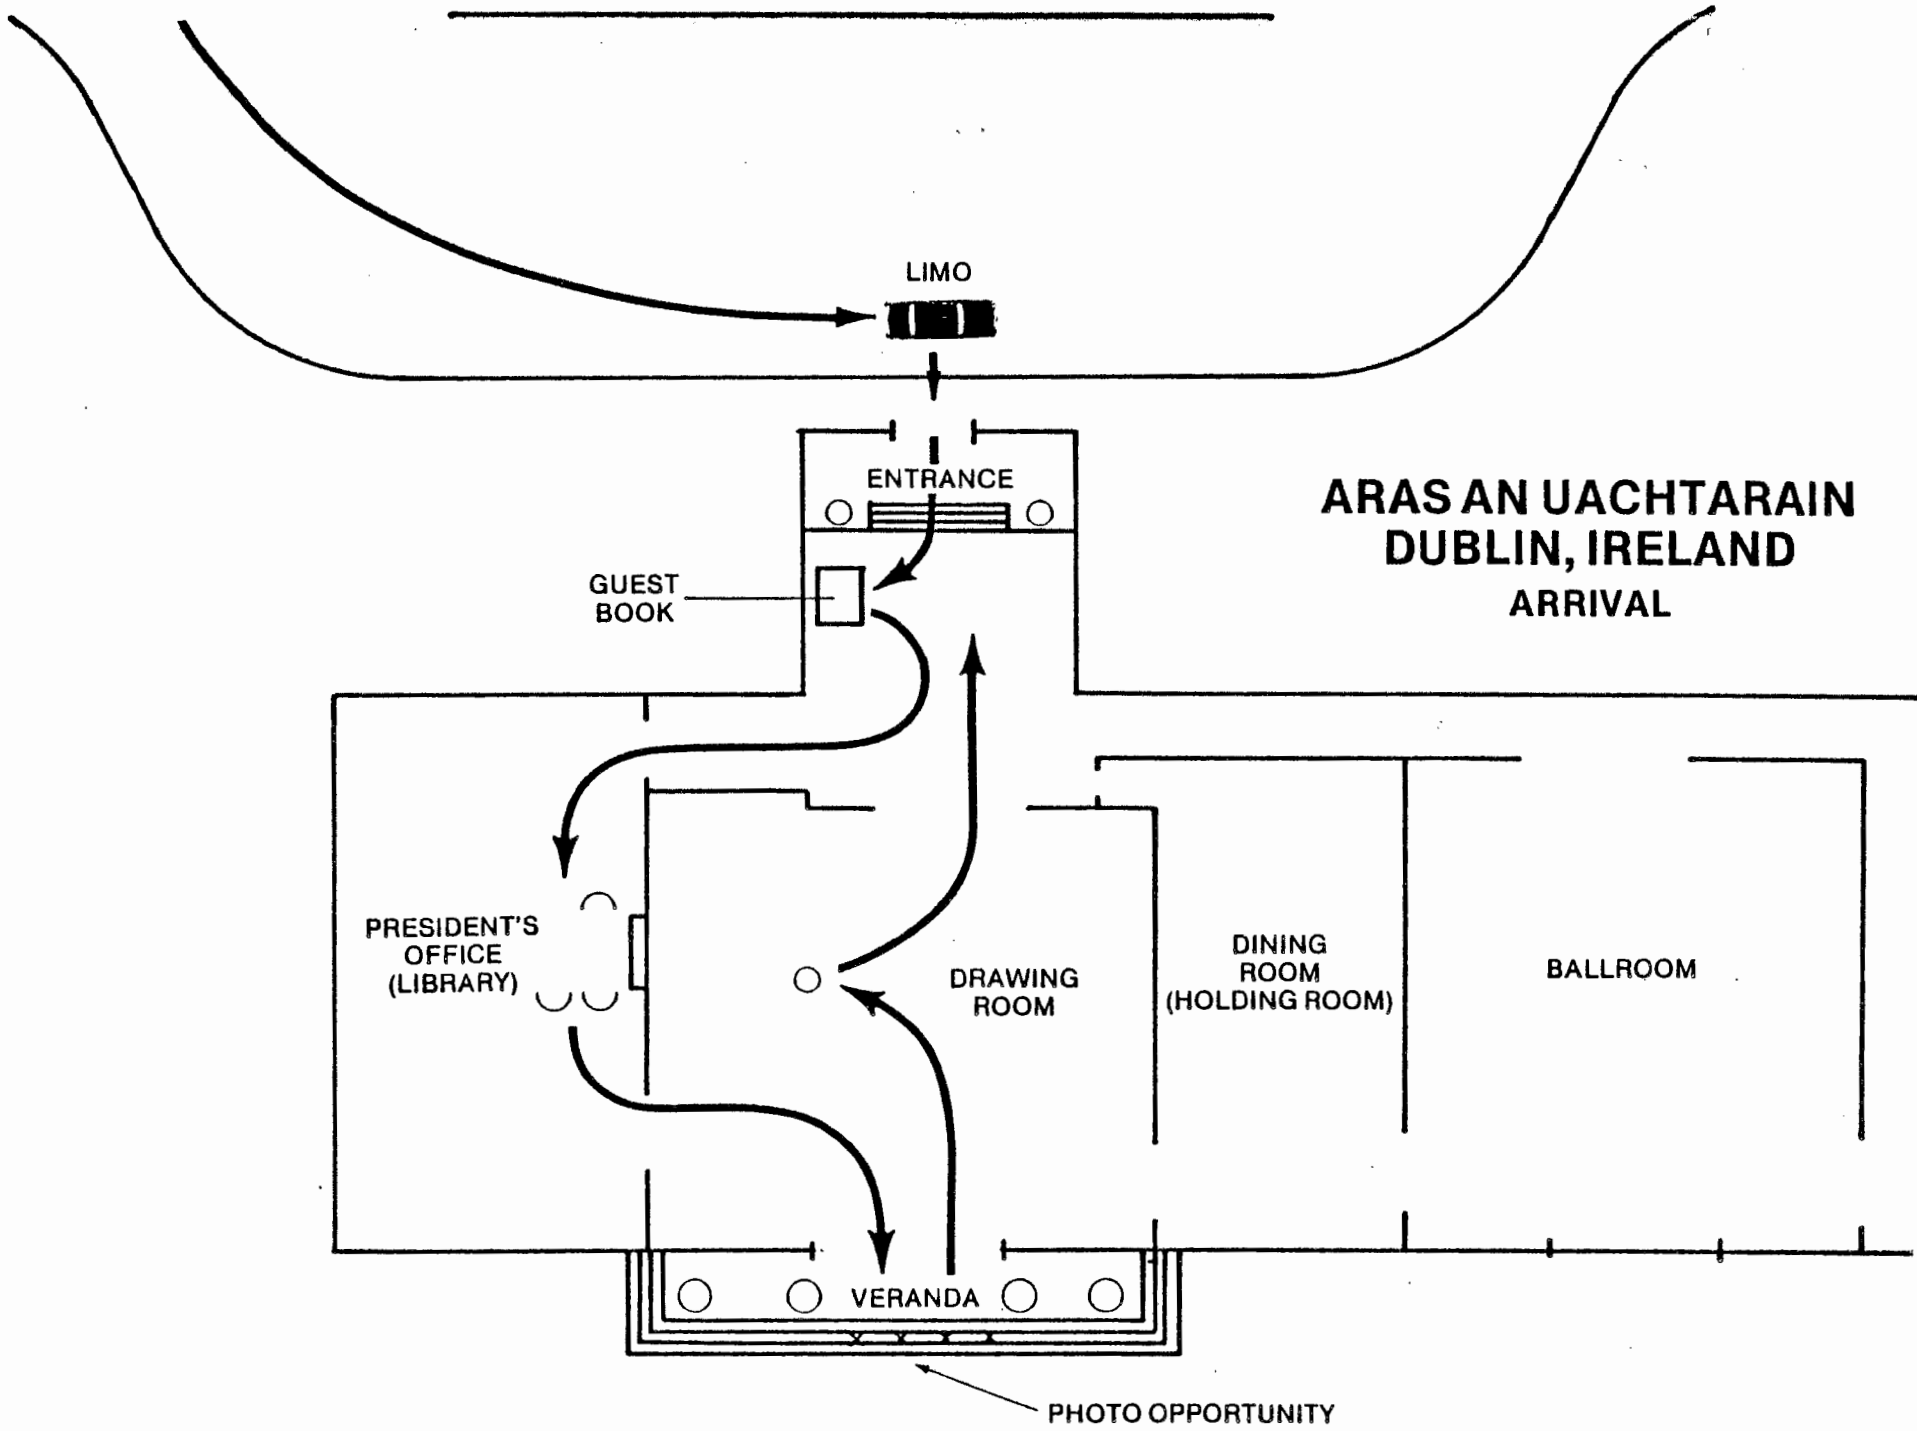 LIMO
ENTRANCE
ARAS AN UACHTARAIN
DUBLIN, IRELAND
ARRIVAL
GUEST
BOOK
PRESIDENT'S
OFFICE
(LIBRARY)
DRAWING
ROOM
DINING
ROOM
(HOLDING ROOM)
BALLROOM
VERANDA
PHOTO OPPORTUNITY